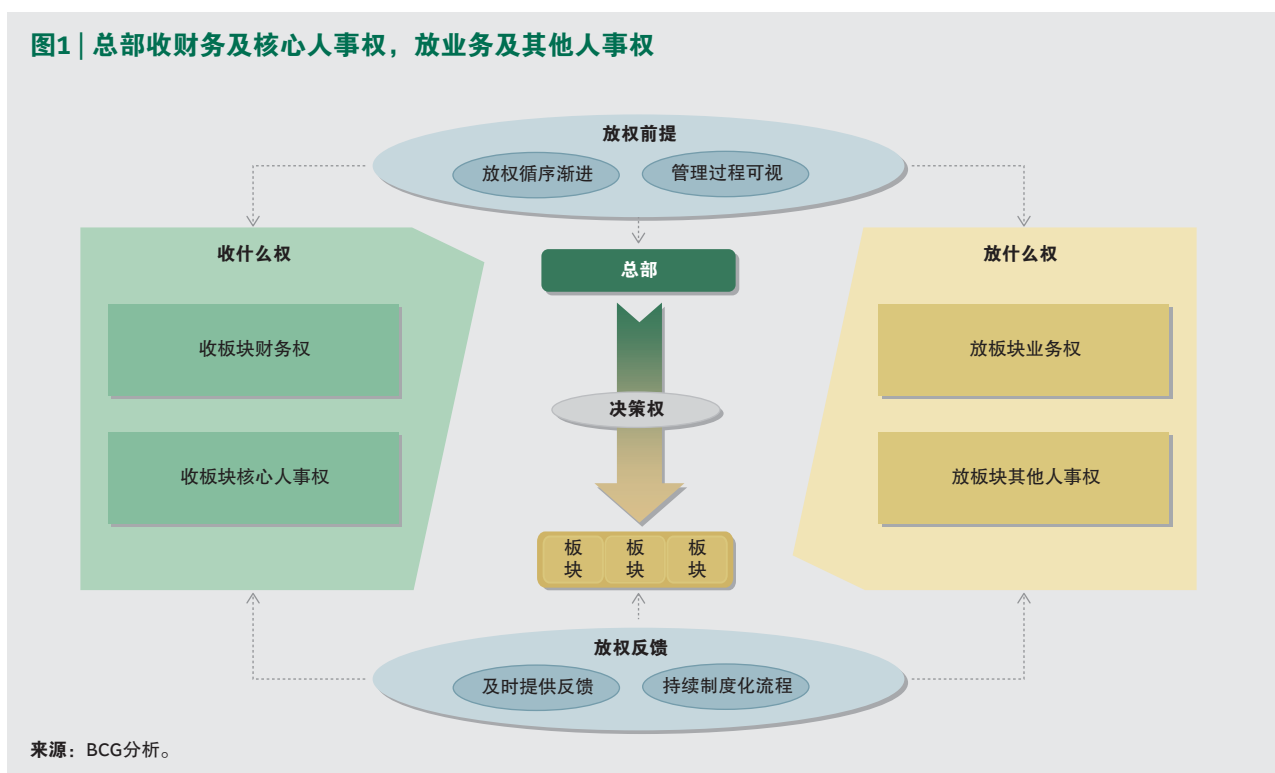 图1 | 总部收财务及核心人事权，放业务及其他人事权
放权前提
放权循序渐进
管理过程可视
收什么权
收板块财务权
收板块核心人事权
总部
决策权
板块
板块
板块
放什么权
放板块业务权
放板块其他人事权
放权反馈
及时提供反馈
持续制度化流程
来源：BCG分析。